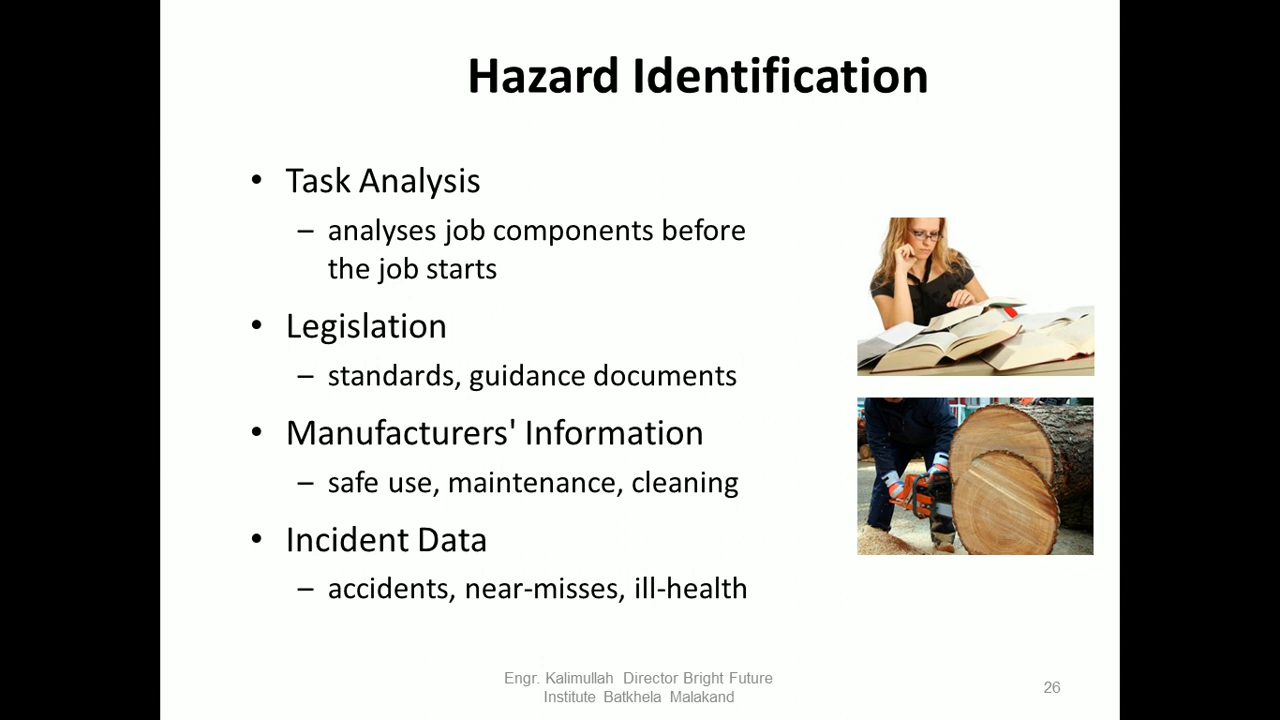 Hazard Identification
• Task Analysis
– analyses job components before
the job starts
• Legislation
– standards, guidance documents
• Manufacturers' Information
– safe use, maintenance, cleaning
• Incident Data
– accidents, near-misses, ill-health
Engr. Kalimullah Director Bright Future
Institute Batkhela Malakand
26